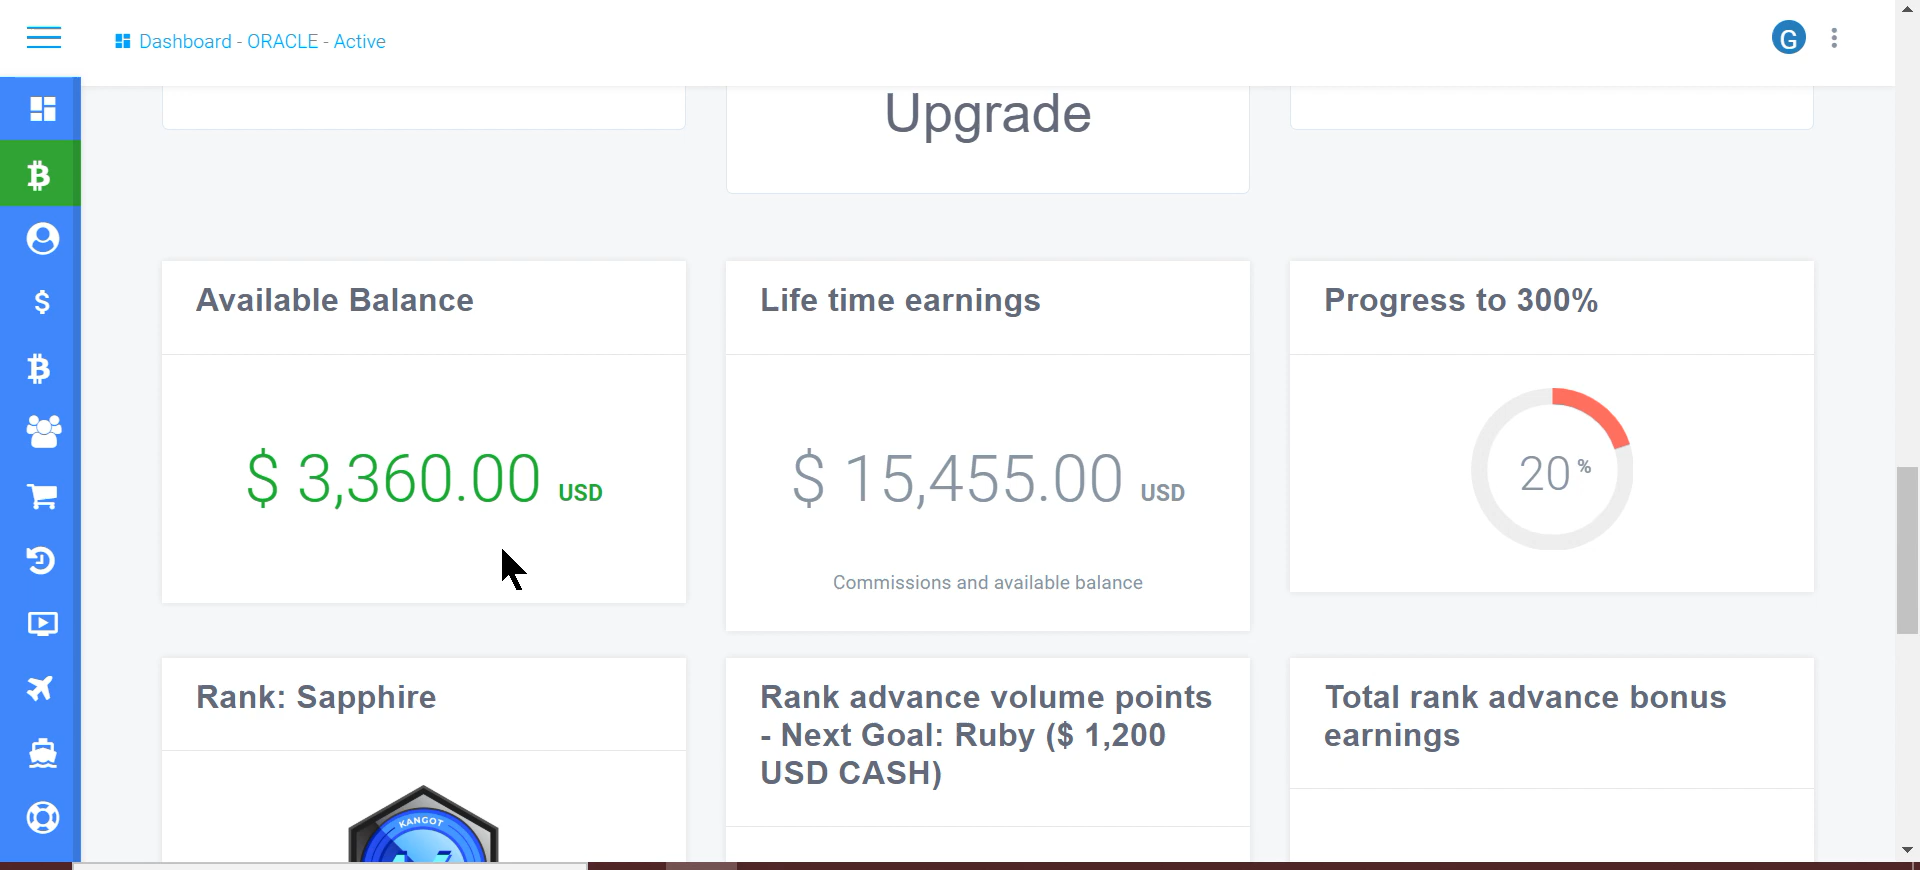 Dashboard - ORACLE - Active
G
Upgrade
Available Balance
$ 3,360.00 USD
Life time earnings
$ 15,455.00 USD
Commissions and available balance
Progress to 300%
20 %
Rank: Sapphire
KANGOT
Rank advance volume points
- Next Goal: Ruby ($ 1,200
USD CASH)
Total rank advance bonus
earnings